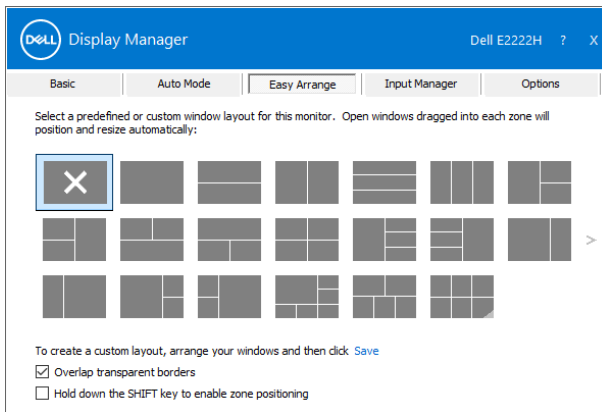 DELL Display Manager Dell E2222H ? X
Basic Auto Mode Easy Arrange Input Manager Options
Select a predefined or custom window layout for this monitor. Open windows dragged into each zone will
position and resize automatically:
To create a custom layout, arrange your windows and then click Save
Overlap transparent borders
Hold down the SHIFT key to enable zone positioning